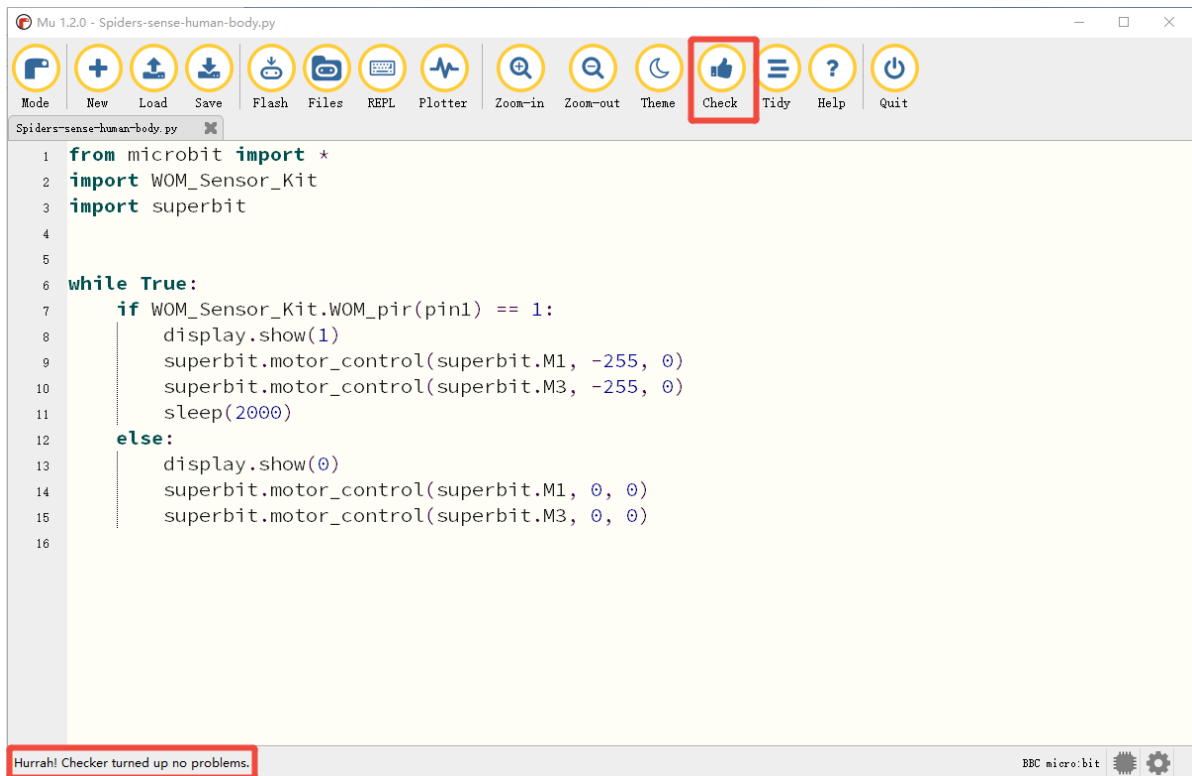 Mu 1.2.0 - Spiders-sense-human-body.py
Mode New Load Save Flash Files REPL Plotter Zoom-in Zoom-out Theme Check Tidy Help Quit
Spiders-sense-human-body.py
1 from microbit import *
2 import WOM_Sensor_Kit
3 import superbit
4
5
6 while True:
7 if WOM_Sensor_Kit.WOM_pir(pin1) == 1:
8 display.show(1)
9 superbit.motor_control(superbit.M1, -255, 0)
10 superbit.motor_control(superbit.M3, -255, 0)
11 sleep(2000)
12 else:
13 display.show(0)
14 superbit.motor_control(superbit.M1, 0, 0)
15 superbit.motor_control(superbit.M3, 0, 0)
16
Hurrah! Checker turned up no problems. BBC micro:bit